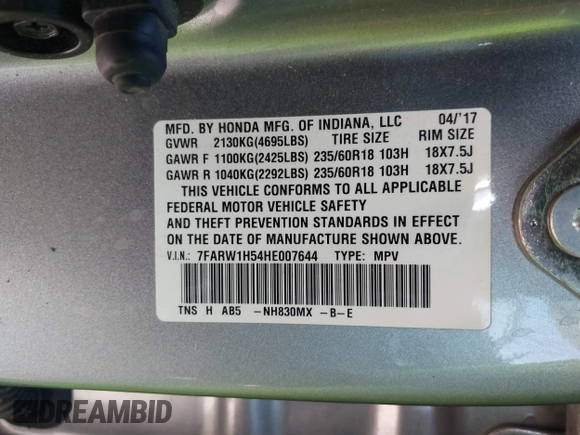 MFD. BY HONDA MFG. OF INDIANA, LLC 04/'17
GVWR 2130KG(4695LBS) TIRE SIZE RIM SIZE
GAWR F 1100KG(2425LBS) 235/60R18 103H 18X7.5J
GAWR R 1040KG(2292LBS) 235/60R18 103H 18X7.5J
THIS VEHICLE CONFORMS TO ALL APPLICABLE
FEDERAL MOTOR VEHICLE SAFETY
AND THEFT PREVENTION STANDARDS IN EFFECT
ON THE DATE OF MANUFACTURE SHOWN ABOVE.
V.I.N.: 7FARW1H54HE007644 TYPE: MPV
TNS H AB5 -NH830MX -B-E
DREAMBID